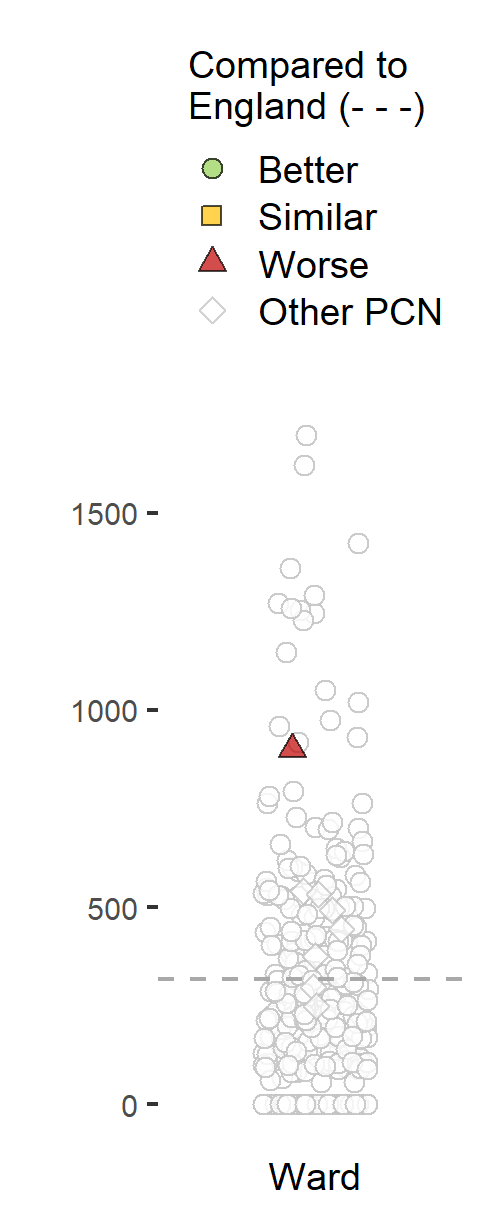 Compared to
England (- - -)
Better
Similar
Worse
Other PCN
1500
1000
500
0
Ward